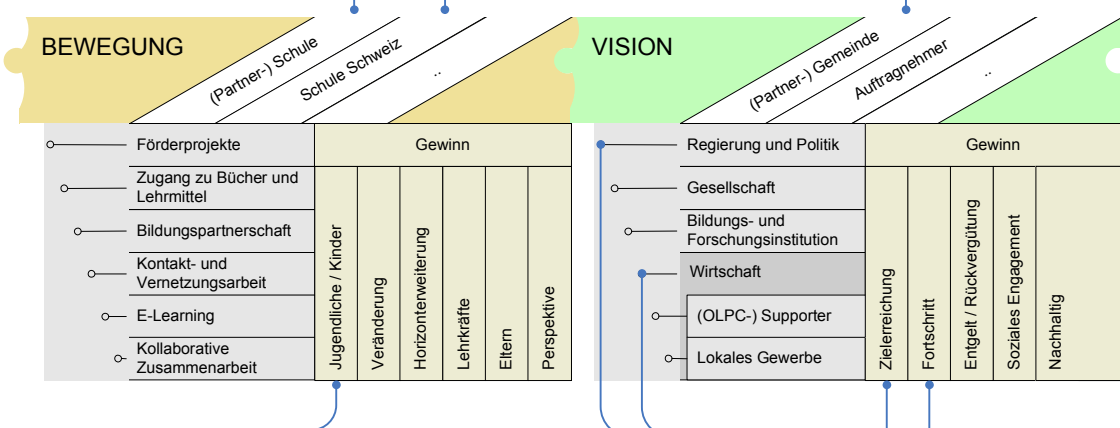 BEWEGUNG
(Partner-) Schule
Schule Schweiz
..
Förderprojekte
Zugang zu Bücher und
Lehrmittel
Bildungspartnerschaft
Kontakt- und
Vernetzungsarbeit
E-Learning
Kollaborative
Zusammenarbeit
Gewinn
Jugendliche / Kinder
Veränderung
Horizonterweiterung
Lehrkräfte
Eltern
Perspektive
VISION
(Partner-) Gemeinde
Auftragnehmer
..
Regierung und Politik
Gesellschaft
Bildungs- und
Forschungsinstitution
Wirtschaft
(OLPC-) Supporter
Lokales Gewerbe
Gewinn
Zielerreichung
Fortschritt
Entgelt / Rückvergütung
Soziales Engagement
Nachhaltig